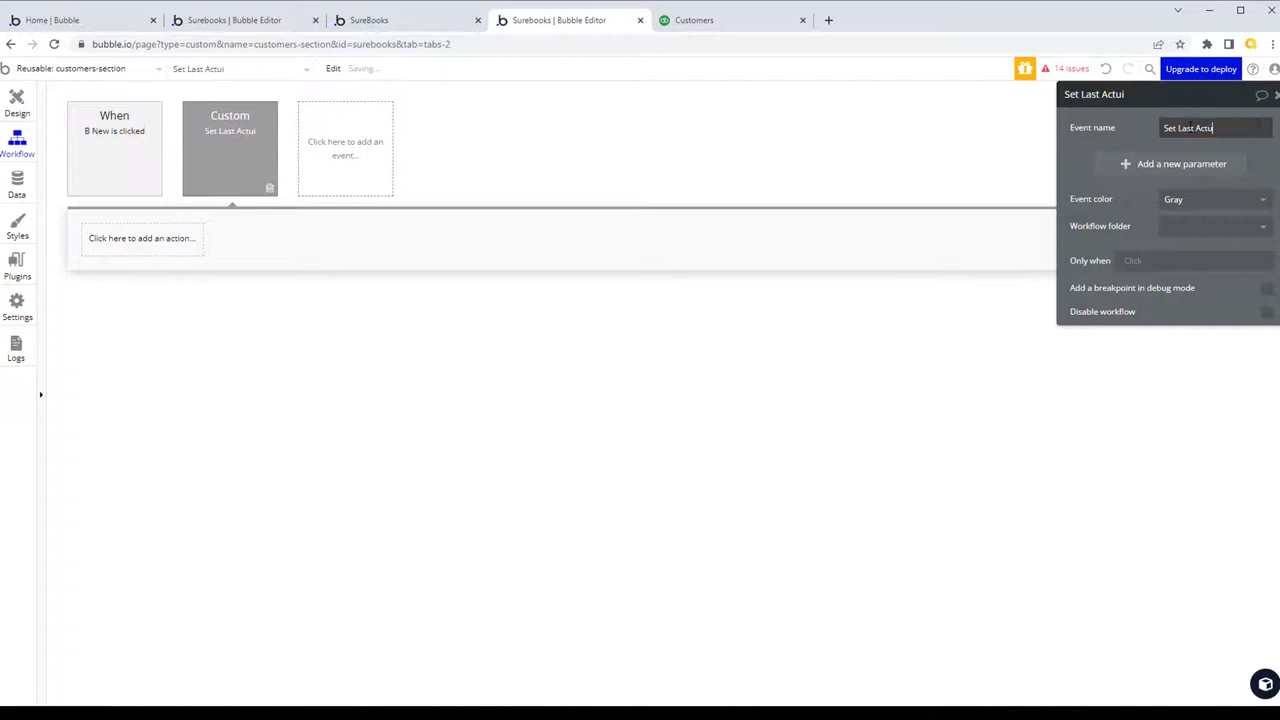 Home | Bubble
Surebooks | Bubble Editor
SureBooks
Surebooks | Bubble Editor
Customers
bubble.io/page?type=custom&name=customers-section&id=surebooks&tab=tabs-2
Reusable: customers-section
Set Last Actui
Edit
Saving...
14 issues
Upgrade to deploy
Design
Workflow
Data
Styles
Plugins
Settings
Logs
When
B New is clicked
Custom
Set Last Actui
Click here to add an
event...
Click here to add an action...
Set Last Actui
Event name
Set Last Actu
Add a new parameter
Event color
Gray
Workflow folder
Only when
Click
Add a breakpoint in debug mode
Disable workflow